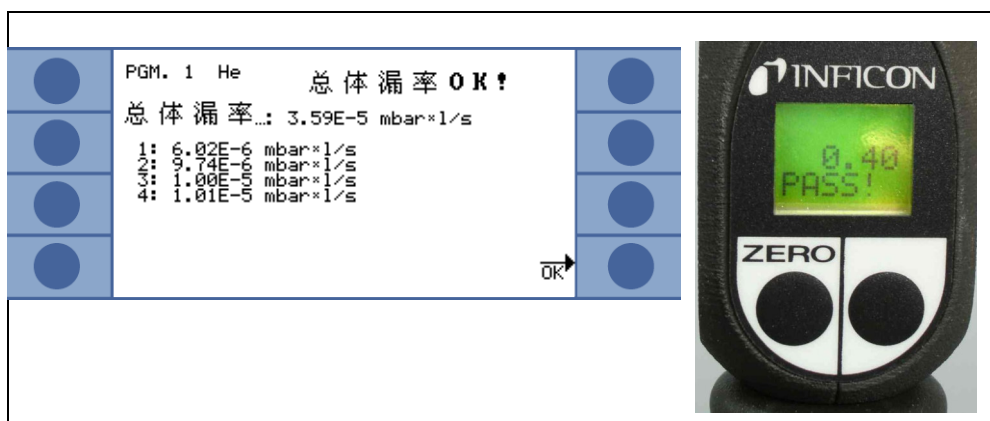 PGM. 1 He
总体漏率OK!
总体漏率…: 3.59E-5 mbar×l/s
1: 6.02E-6 mbar×l/s
2: 9.74E-6 mbar×l/s
3: 1.00E-5 mbar×l/s
4: 1.01E-5 mbar×l/s
OK
INFICON
0.40
PASS!
ZERO